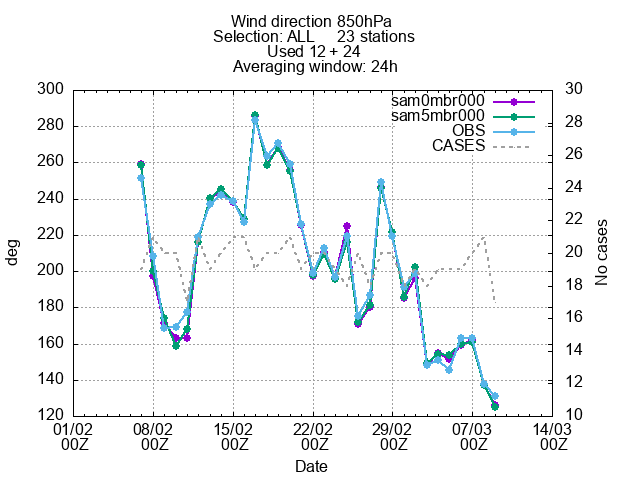 Wind direction 850hPa
Selection: ALL 23 stations
Used 12 + 24
Averaging window: 24h
sam0mbr000
sam5mbr000
OBS
CASES
300
280
260
240
220
200
180
160
140
120
deg
30
28
26
24
22
20
18
16
14
12
10
No cases
01/02 08/02 15/02 22/02 29/02 07/03 14/03
00Z 00Z 00Z 00Z 00Z 00Z 00Z
Date